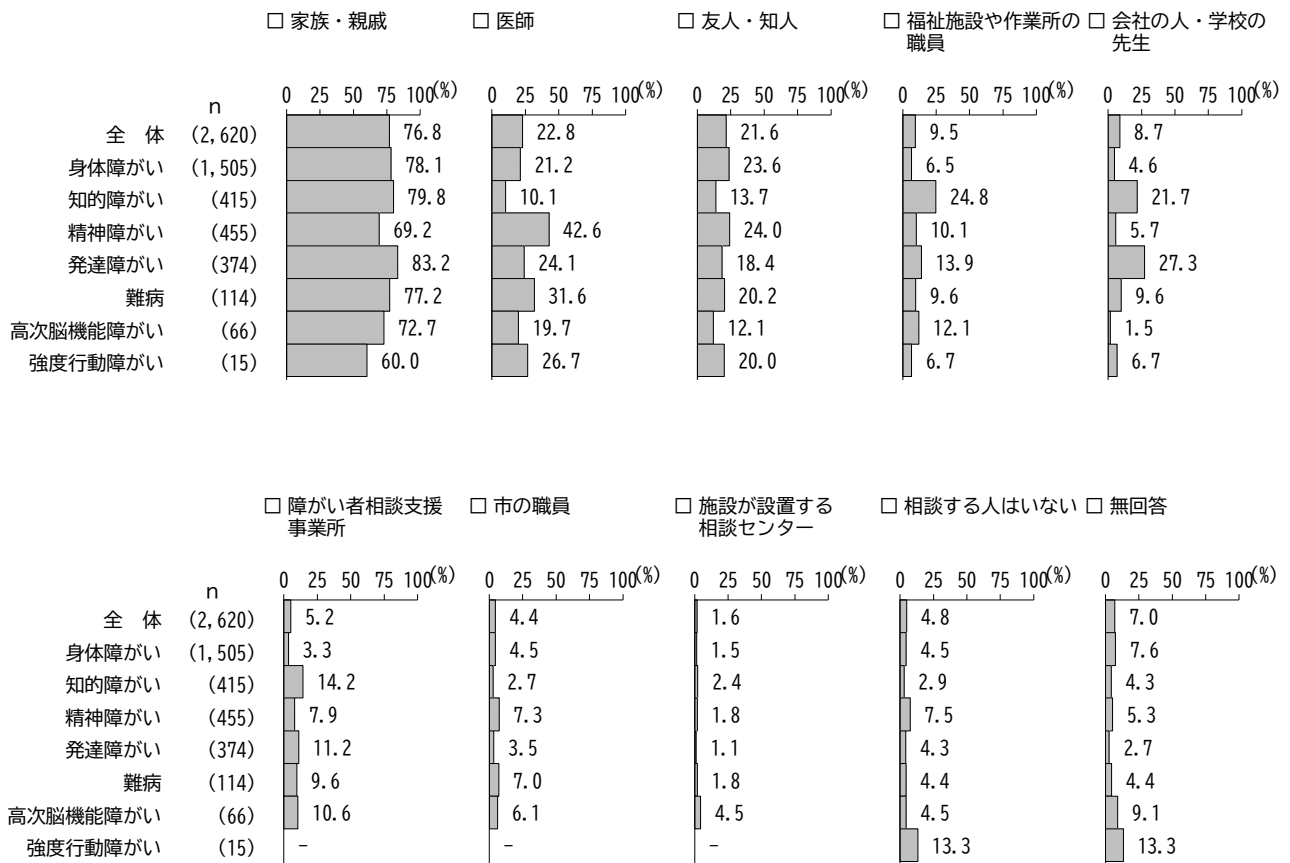 □ 家族・親戚 □ 医師 □ 友人・知人 □ 福祉施設や作業所の □ 会社の人・学校の
職員 先生
0 25 50 75 100(%) 0 25 50 75 100(%) 0 25 50 75 100(%) 0 25 50 75 100(%) 0 25 50 75 100(%)
n
全 体 (2,620) 76.8 22.8 21.6 9.5 8.7
身体障がい (1,505) 78.1 21.2 23.6 6.5 4.6
知的障がい (415) 79.8 10.1 13.7 24.8 21.7
精神障がい (455) 69.2 42.6 24.0 10.1 5.7
発達障がい (374) 83.2 24.1 18.4 13.9 27.3
難病 (114) 77.2 31.6 20.2 9.6 9.6
高次脳機能障がい (66) 72.7 19.7 12.1 12.1 1.5
強度行動障がい (15) 60.0 26.7 20.0 6.7 6.7
□ 障がい者相談支援 □ 市の職員 □ 施設が設置する □ 相談する人はいない □ 無回答
事業所 相談センター
0 25 50 75 100(%) 0 25 50 75 100(%) 0 25 50 75 100(%) 0 25 50 75 100(%) 0 25 50 75 100(%)
n
全 体 (2,620) 5.2 4.4 1.6 4.8 7.0
身体障がい (1,505) 3.3 4.5 1.5 4.5 7.6
知的障がい (415) 14.2 2.7 2.4 2.9 4.3
精神障がい (455) 7.9 7.3 1.8 7.5 5.3
発達障がい (374) 11.2 3.5 1.1 4.3 2.7
難病 (114) 9.6 7.0 1.8 4.4 4.4
高次脳機能障がい (66) 10.6 6.1 4.5 4.5 9.1
強度行動障がい (15) - - - 13.3 13.3